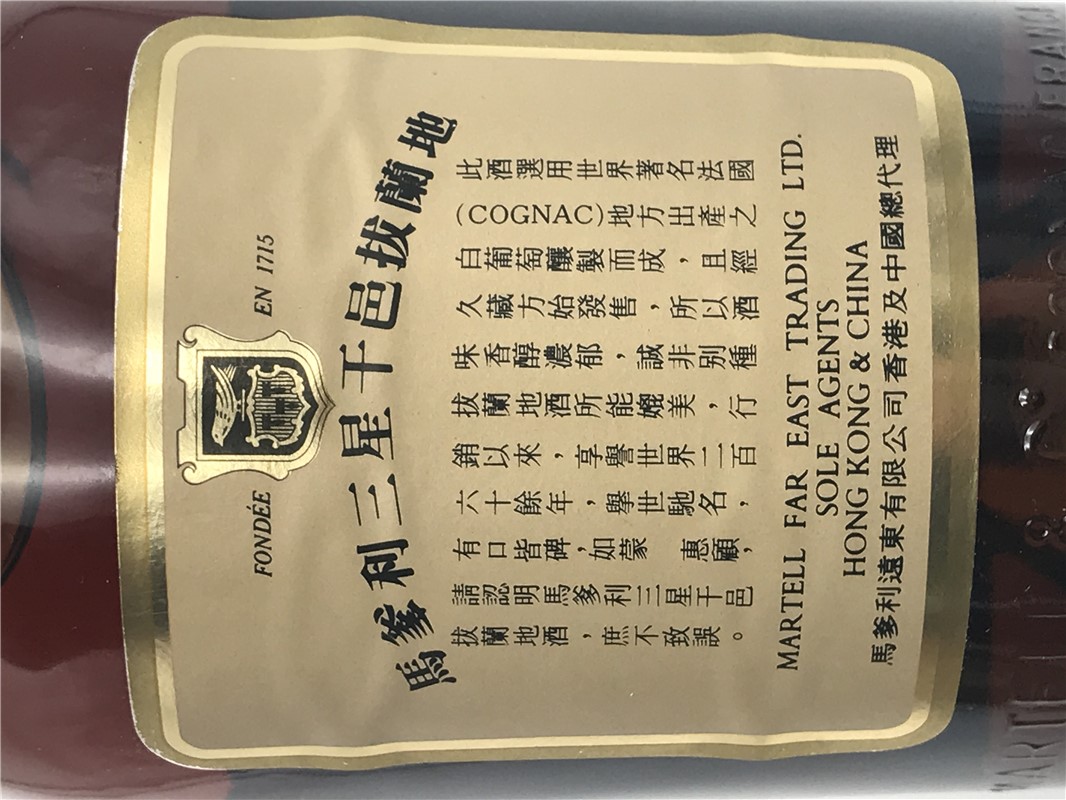 FONDÉE EN 1715
馬爹利三星干邑拔蘭地
此酒選用世界著名法國
(COGNAC)地方出產之
白葡萄釀製而成，且經
久藏方始發售，所以酒
味香醇濃郁，誠非別種
拔蘭地酒所能媲美，行
銷以來，享譽世界二百
六十餘年，舉世馳名，
有口皆碑，如蒙　惠顧，
請認明馬爹利三星干邑
拔蘭地酒，庶不致誤。
MARTELL FAR EAST TRADING LTD.
SOLE AGENTS
HONG KONG & CHINA
馬爹利遠東有限公司香港及中國總代理